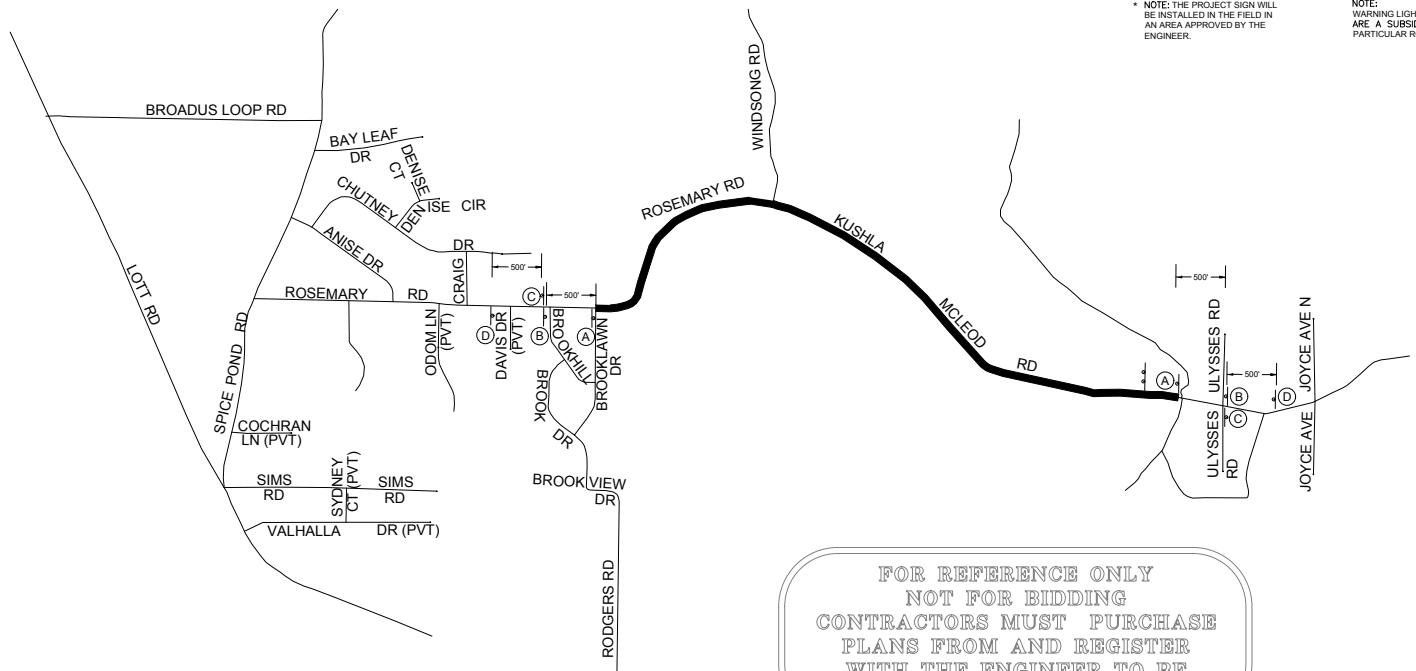 * NOTE: THE PROJECT SIGN WILL
BE INSTALLED IN THE FIELD IN
AN AREA APPROVED BY THE
ENGINEER.
NOTE:
WARNING
ARE A
PARTICULAR
BROADUS LOOP RD
BAY LEAF
DR
DENISE
CT
CHUTNEY
DENISE CIR
DR
ANISE DR
CRAIG
500'
ROSEMARY RD
WINDSONG RD
KUSHLA
MCLEOD
RD
LOTT RD
SPICE POND RD
ROSEMARY RD
ODOM LN
(PVT)
D
DAVIS DR
(PVT)
C
B
500'
A
BROOKHILL
BROOKLAWN
DR
BROOK
DR
COCHRAN
LN (PVT)
SIMS
RD
SYDNEY
CT (PVT)
SIMS
RD
VALHALLA DR (PVT)
BROOK VIEW
DR
RODGERS RD
500'
A
ULYSSES RD
B
C
500'
D
ULYSSES
RD
JOYCE AVE N
JOYCE AVE
FOR REFERENCE ONLY
NOT FOR BIDDING
CONTRACTORS MUST PURCHASE
PLANS FROM AND REGISTER
WITH THE ENGINEER TO BE